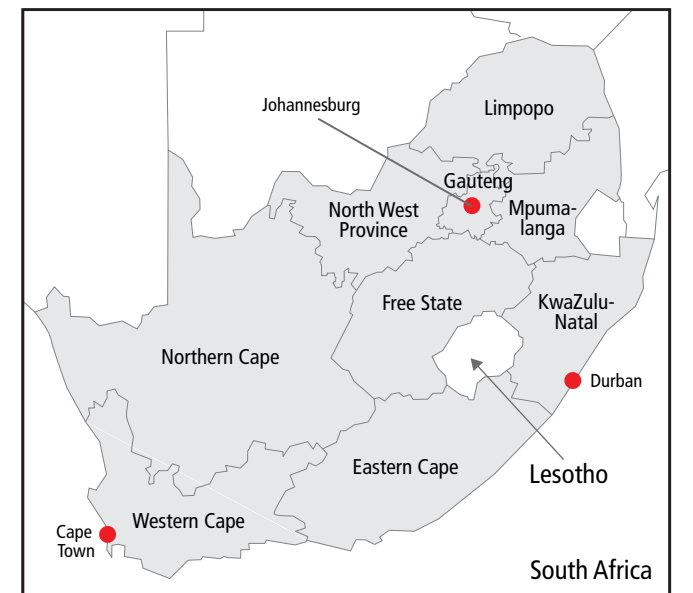 Johannesburg
Limpopo
Gauteng
North West
Province
Mpuma-
langa
Free State
KwaZulu-
Natal
Northern Cape
Durban
Eastern Cape
Lesotho
Western Cape
Cape
Town
South Africa